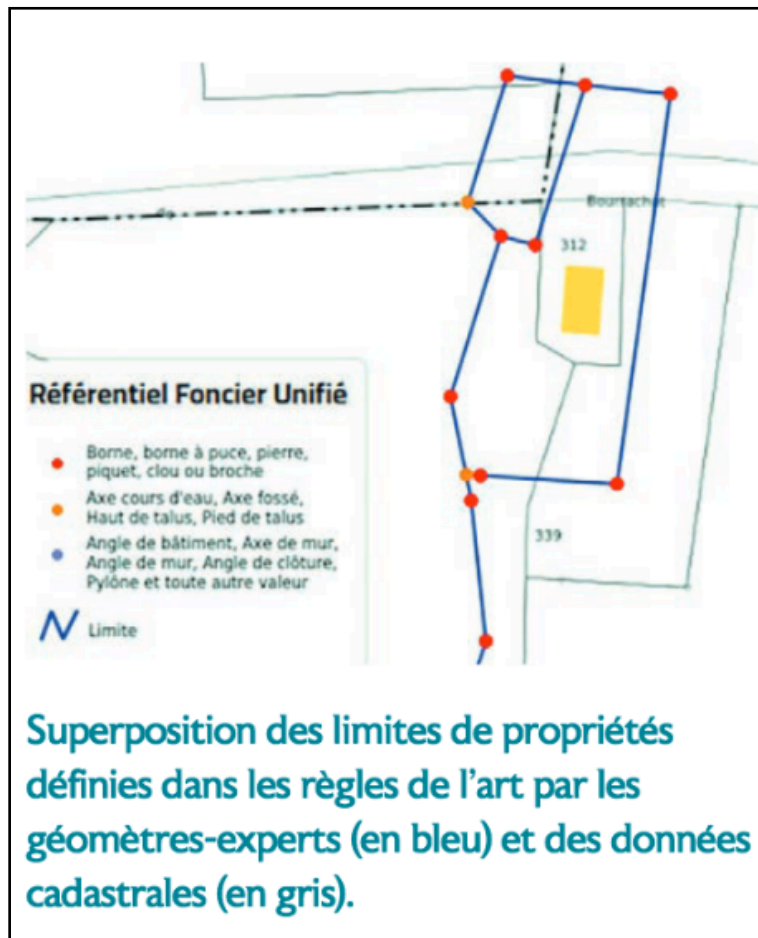 Boursachut
312
Référentiel Foncier Unifié
Borne, borne à puce, pierre,
piquet, clou ou broche
Axe cours d'eau, Axe fossé,
Haut de talus, Pied de talus
Angle de bâtiment, Axe de mur,
Angle de mur, Angle de clôture,
Pylône et toute autre valeur
339
Limite
Superposition des limites de propriétés
définies dans les règles de l'art par les
géomètres-experts (en bleu) et des données
cadastrales (en gris).